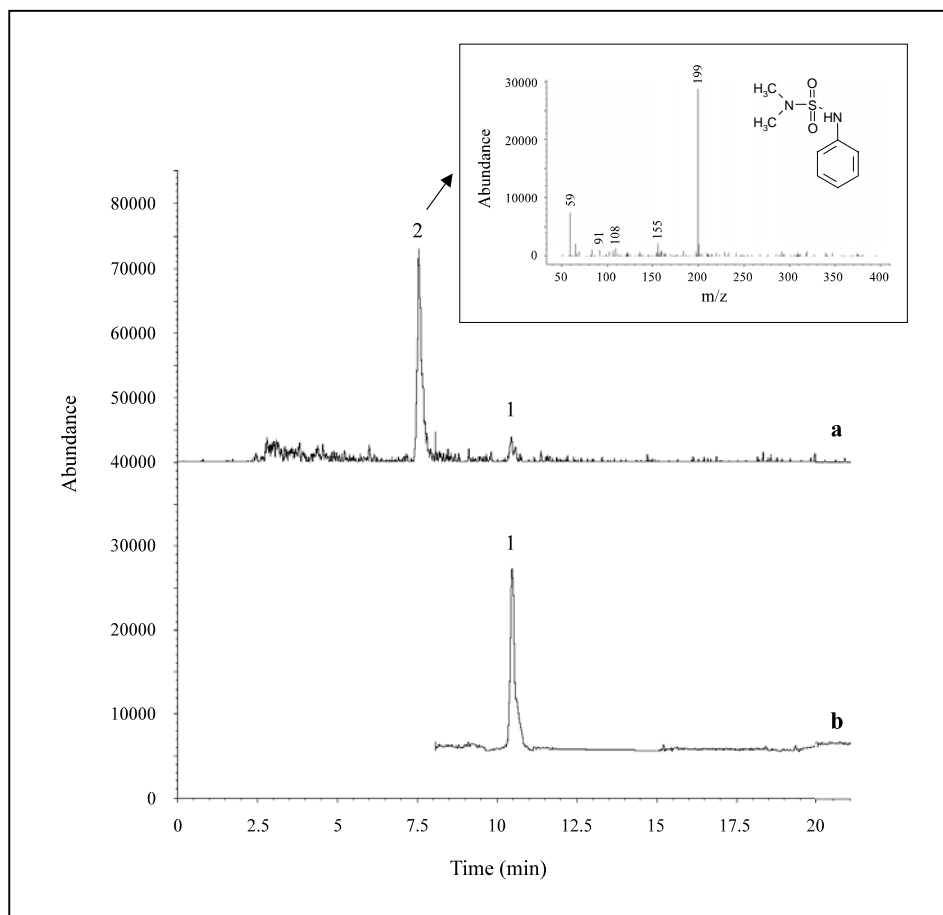 30000
20000
10000
0
Abundance
199
59
91
108
155
50
100
150
200
250
300
350
400
m/z
H₃C
H₃C
N
S
O
O
HN
80000
70000
60000
50000
40000
30000
20000
10000
0
Abundance
2
1
a
1
b
0
2.5
5
7.5
10
12.5
15
17.5
20
Time (min)